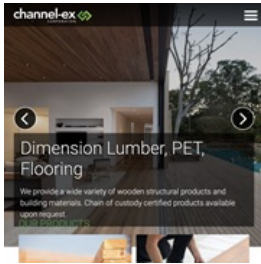 channel-ex
CORPORATION
Dimension Lumber, PET,
Flooring
We provide a wide variety of wooden structural products and
building materials. Chain of custody certified products available
upon request.
OUR PRODUCTS